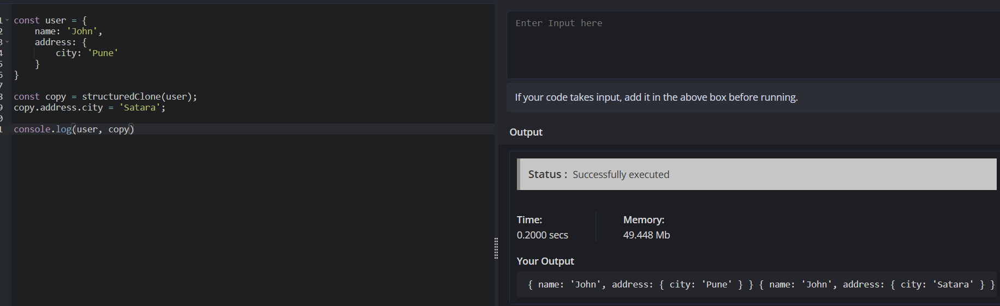 1 const user = {
2 name: 'John',
3 address: {
4 city: 'Pune'
5 }
6 }
7
8 const copy = structuredClone(user);
9 copy.address.city = 'Satara';
0
1 console.log(user, copy)
Enter Input here
If your code takes input, add it in the above box before running.
Output
Status : Successfully executed
Time:
0.2000 secs
Memory:
49.448 Mb
Your Output
{ name: 'John', address: { city: 'Pune' } } { name: 'John', address: { city: 'Satara' } }